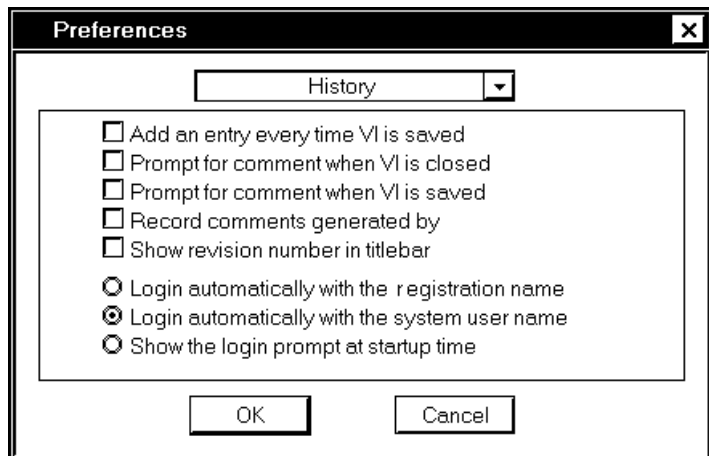 Preferences
History
Add an entry every time VI is saved
Prompt for comment when VI is closed
Prompt for comment when VI is saved
Record comments generated by
Show revision number in titlebar
Login automatically with the registration name
Login automatically with the system user name
Show the login prompt at startup time
OK Cancel